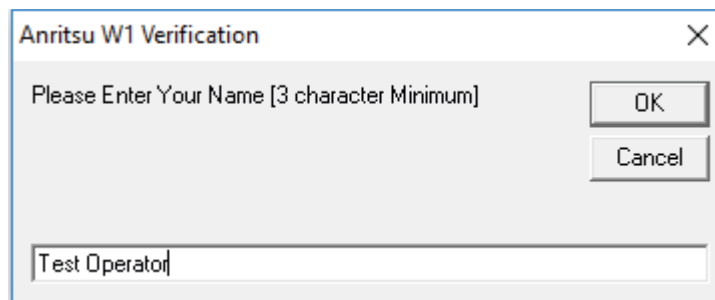 Anritsu W1 Verification
Please Enter Your Name [3 character Minimum]
OK
Cancel
Test Operator